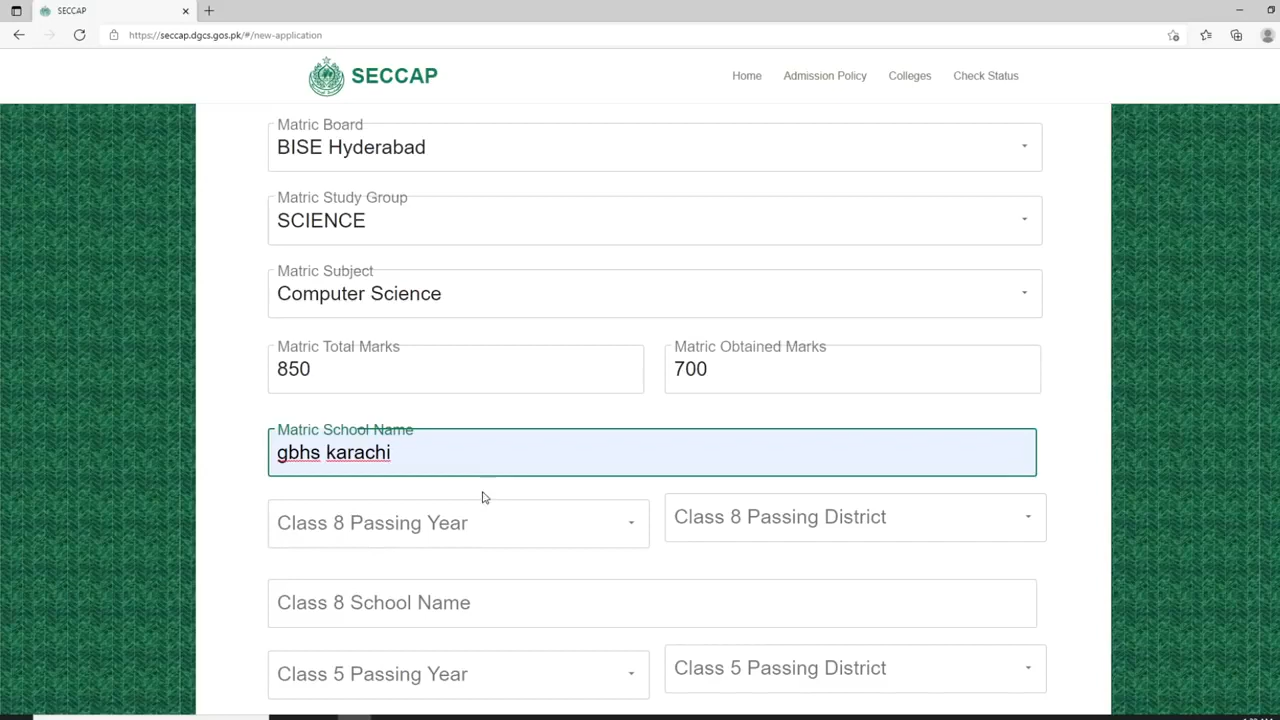 SECCAP
https://seccap.dgcs.gos.pk/#/new-application
SECCAP
Home
Admission Policy
Colleges
Check Status
Matric Board
BISE Hyderabad
Matric Study Group
SCIENCE
Matric Subject
Computer Science
Matric Total Marks
850
Matric Obtained Marks
700
Matric School Name
gbhs karachi
Class 8 Passing Year
Class 8 Passing District
Class 8 School Name
Class 5 Passing Year
Class 5 Passing District